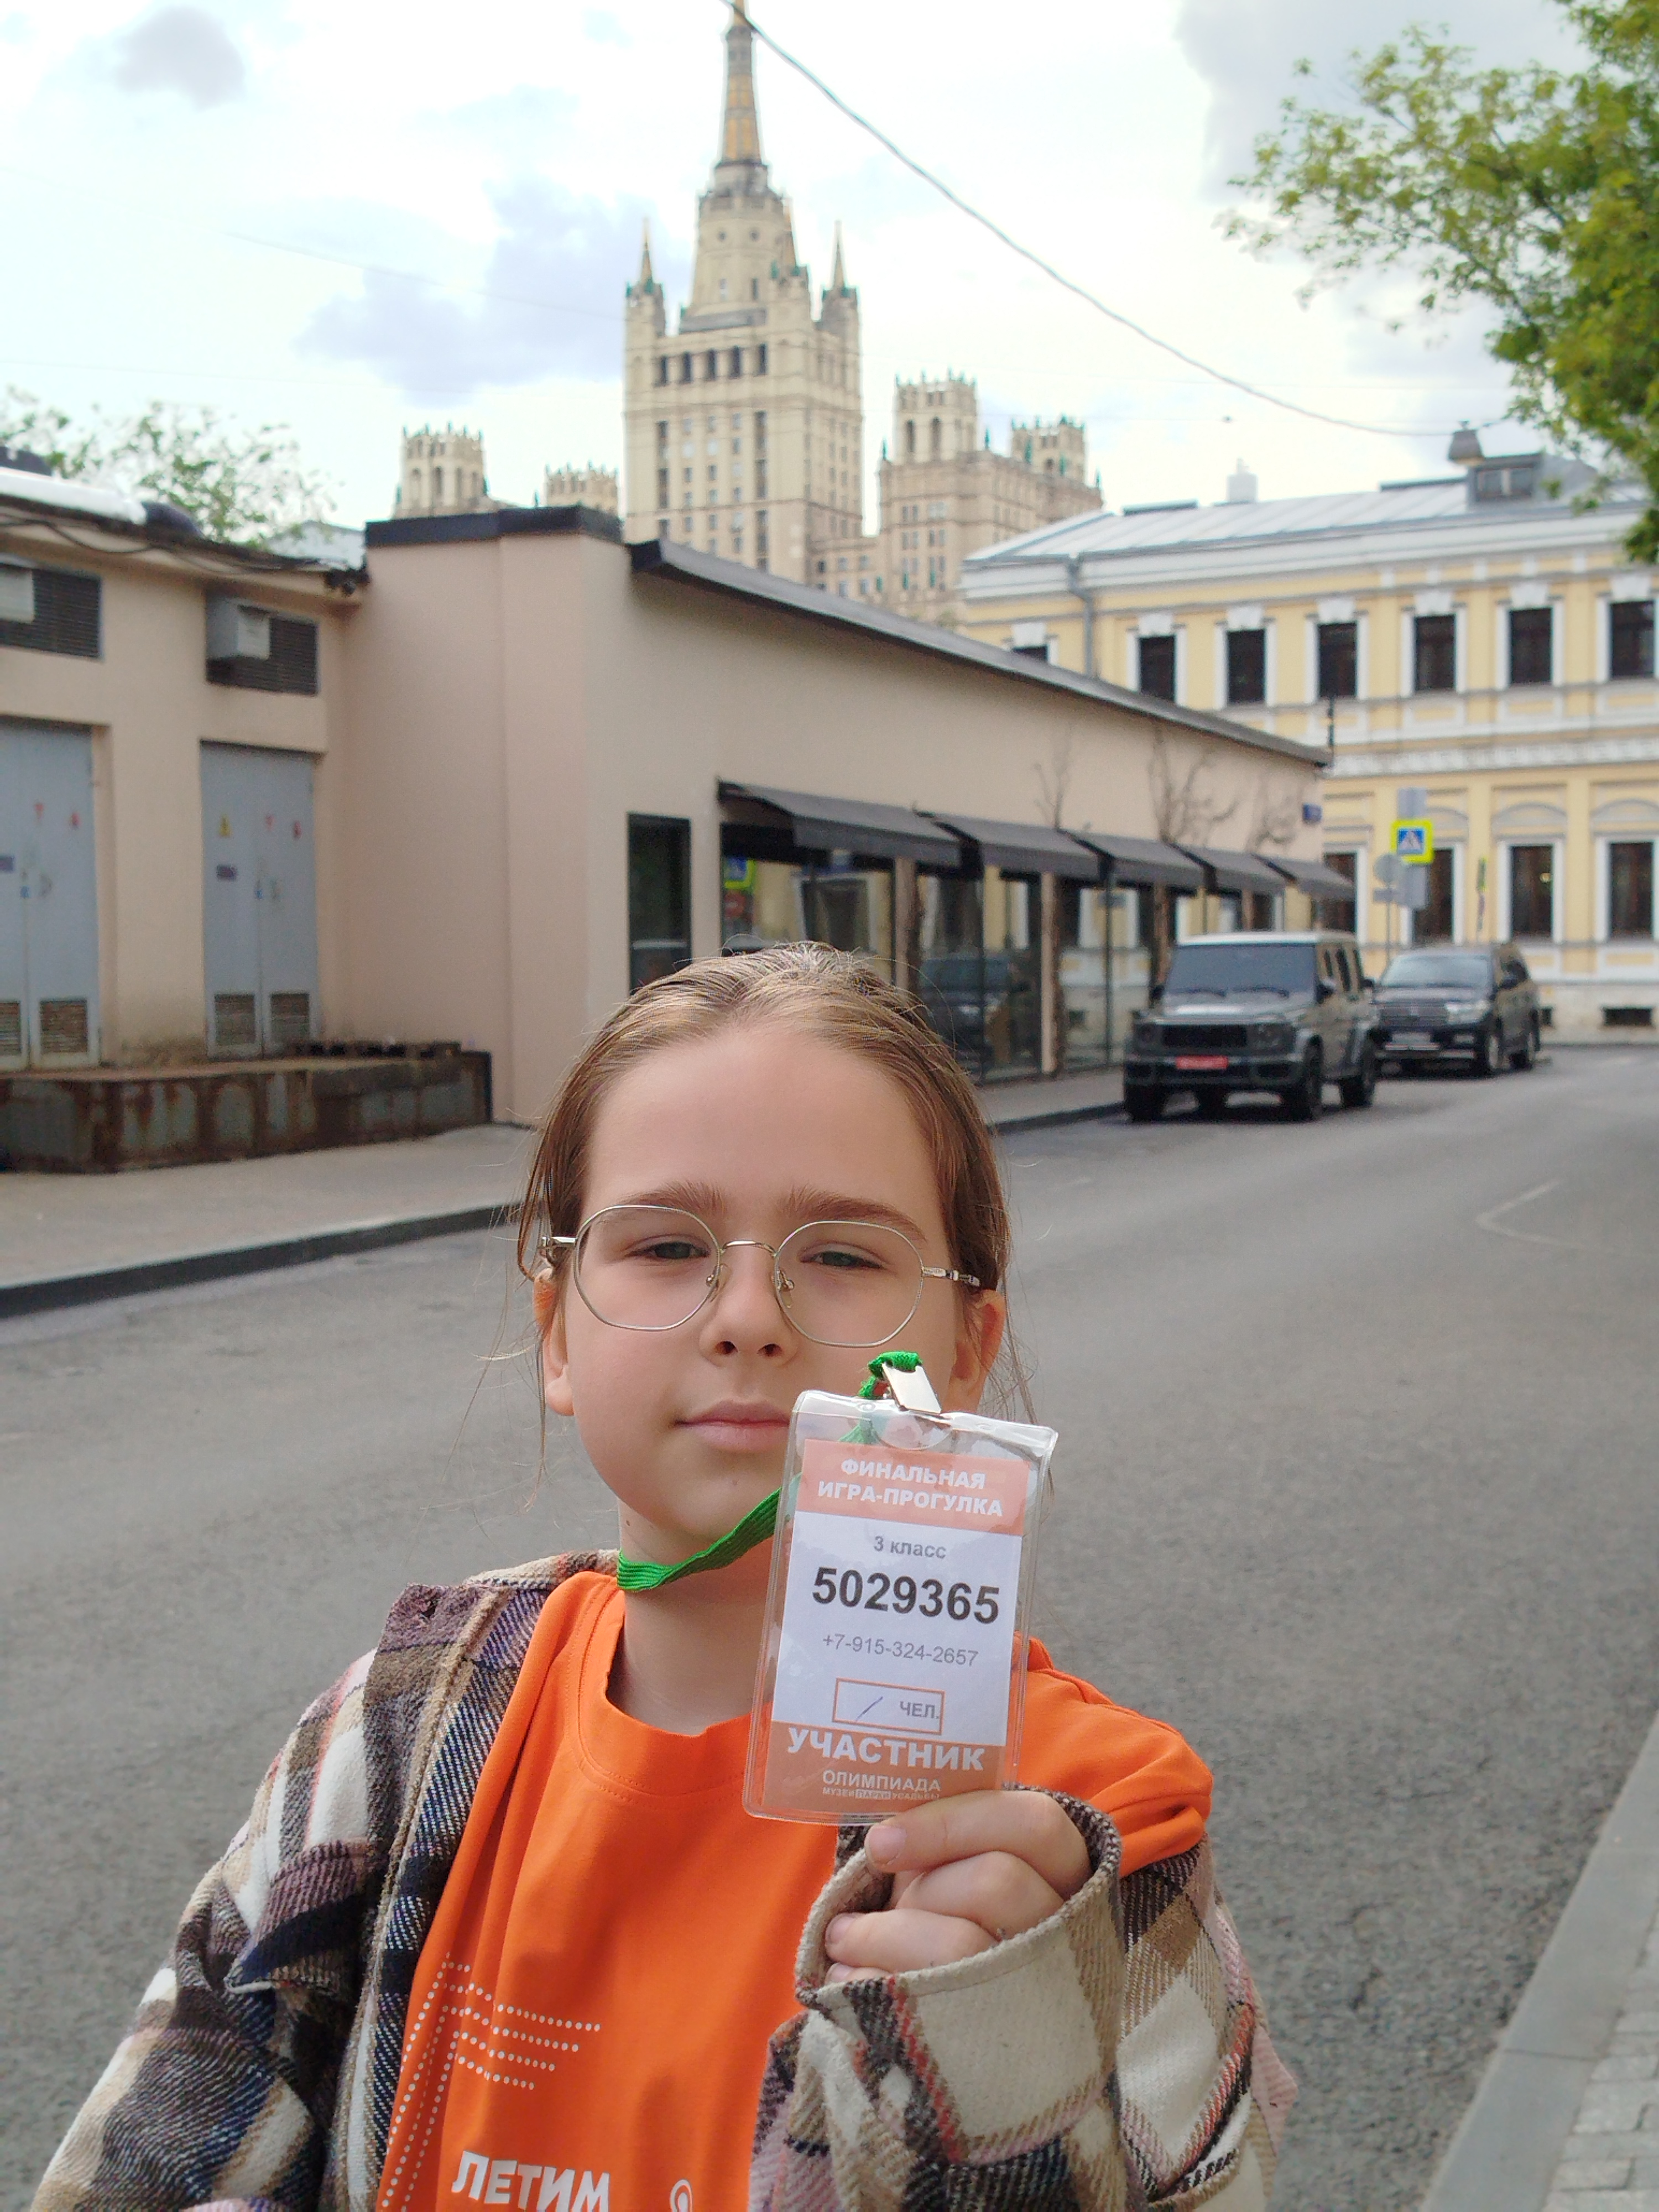 ФИНАЛЬНАЯ
ИГРА-ПРОГУЛКА
3 класс
5029365
+7-915-324-2657
ЧЕЛ.
УЧАСТНИК
ОЛИМПИАДА
МУЗЕИ ПАРКИ УСАДЬБЫ
ЛЕТИМ